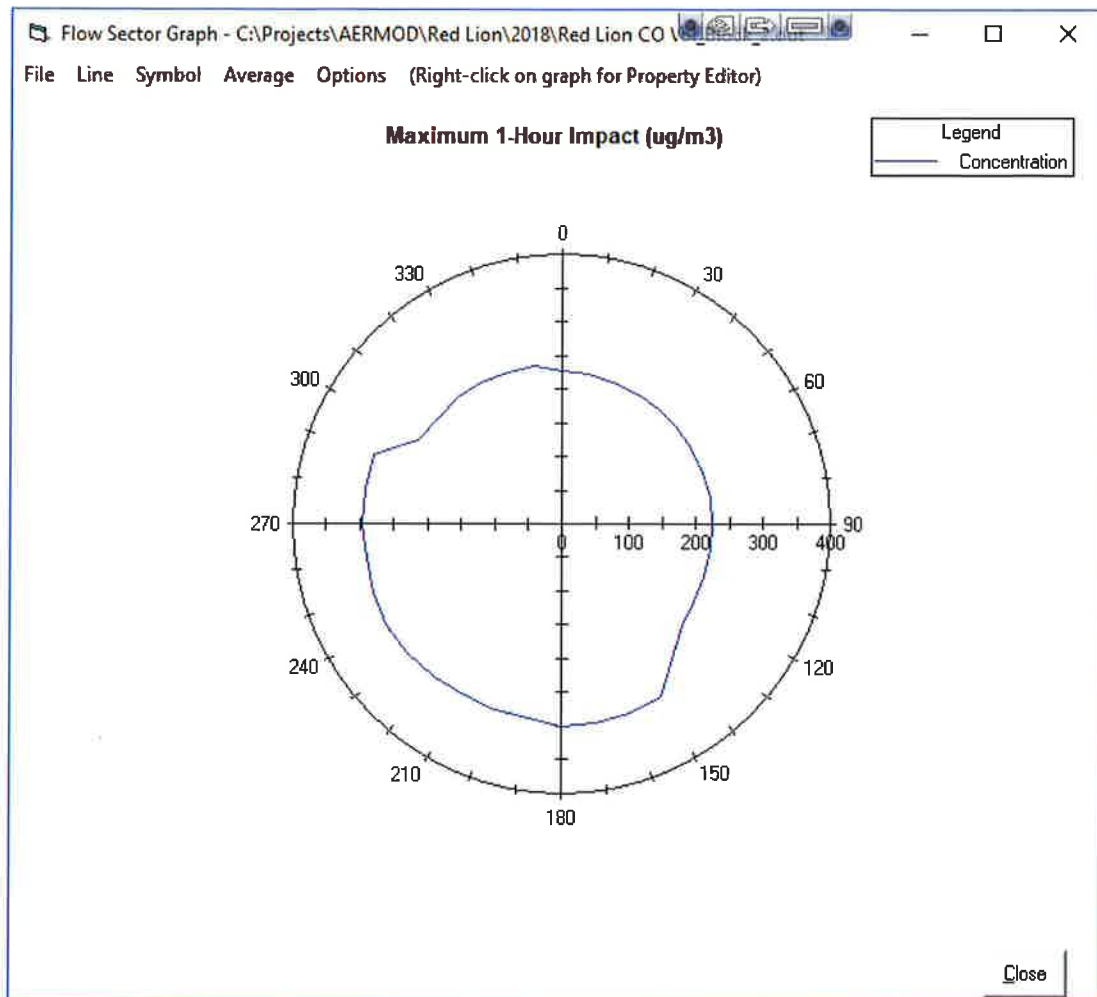 Flow Sector Graph - C:\Projects\AERMOD\Red Lion\2018\Red Lion CO
File Line Symbol Average Options (Right-click on graph for Property Editor)
Maximum 1-Hour Impact (ug/m3)
Legend
Concentration
0
330 30
300 60
270 0 100 200 300 400 90
240 120
210 150
180
Close